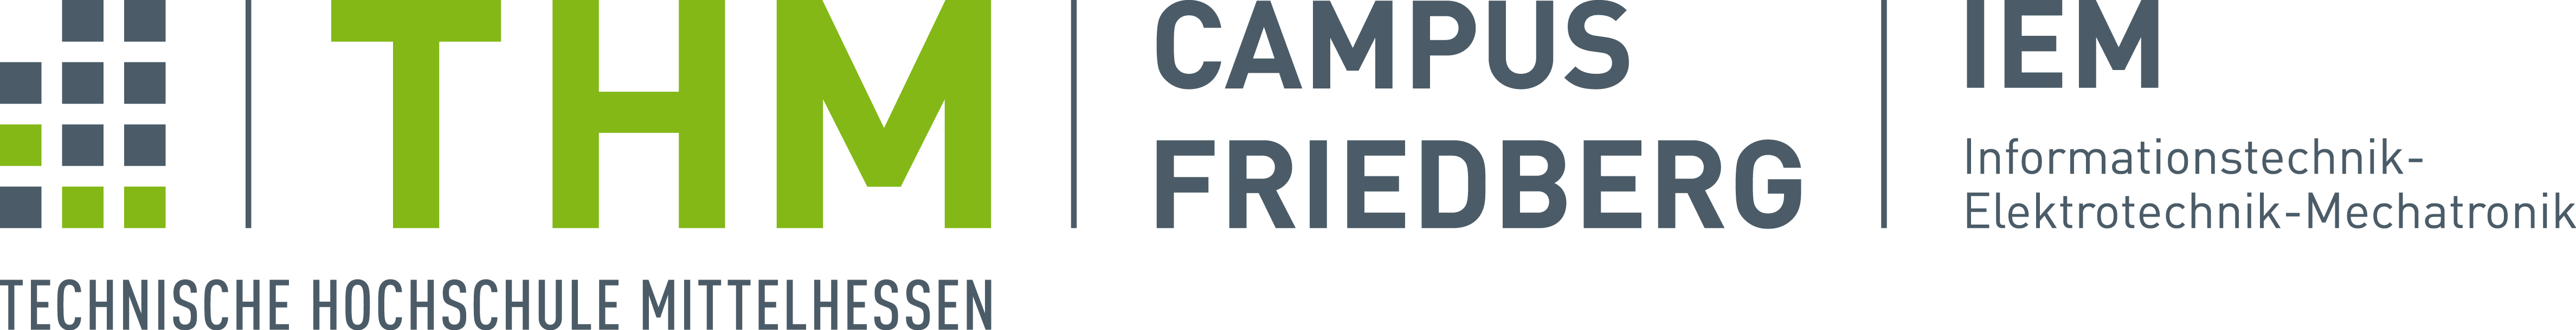 THM
TECHNISCHE HOCHSCHULE MITTELHESSEN
CAMPUS
FRIEDBERG
IEM
Informationstechnik-
Elektrotechnik-Mechatronik